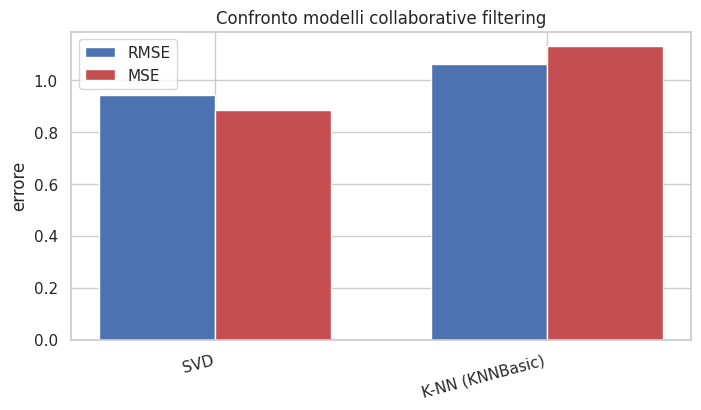 Confronto modelli collaborative filtering
RMSE
MSE
errore
1.0
0.8
0.6
0.4
0.2
0.0
SVD
K-NN (KNNBasic)